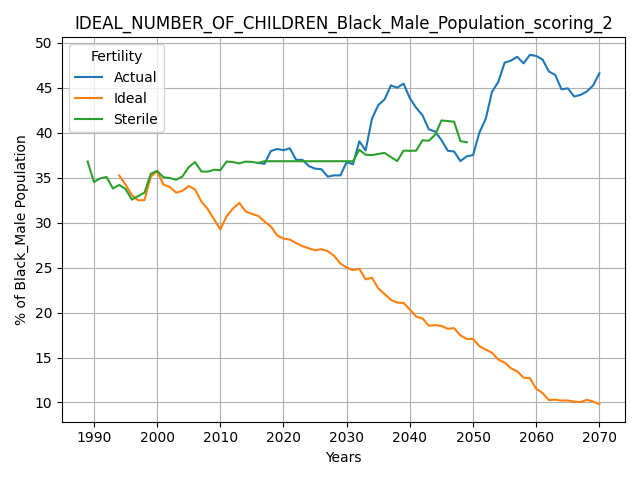 IDEAL_NUMBER_OF_CHILDREN_Black_Male_Population_scoring_2
Fertility
Actual
Ideal
Sterile
% of Black_Male Population
50
45
40
35
30
25
20
15
10
1990 2000 2010 2020 2030 2040 2050 2060 2070
Years